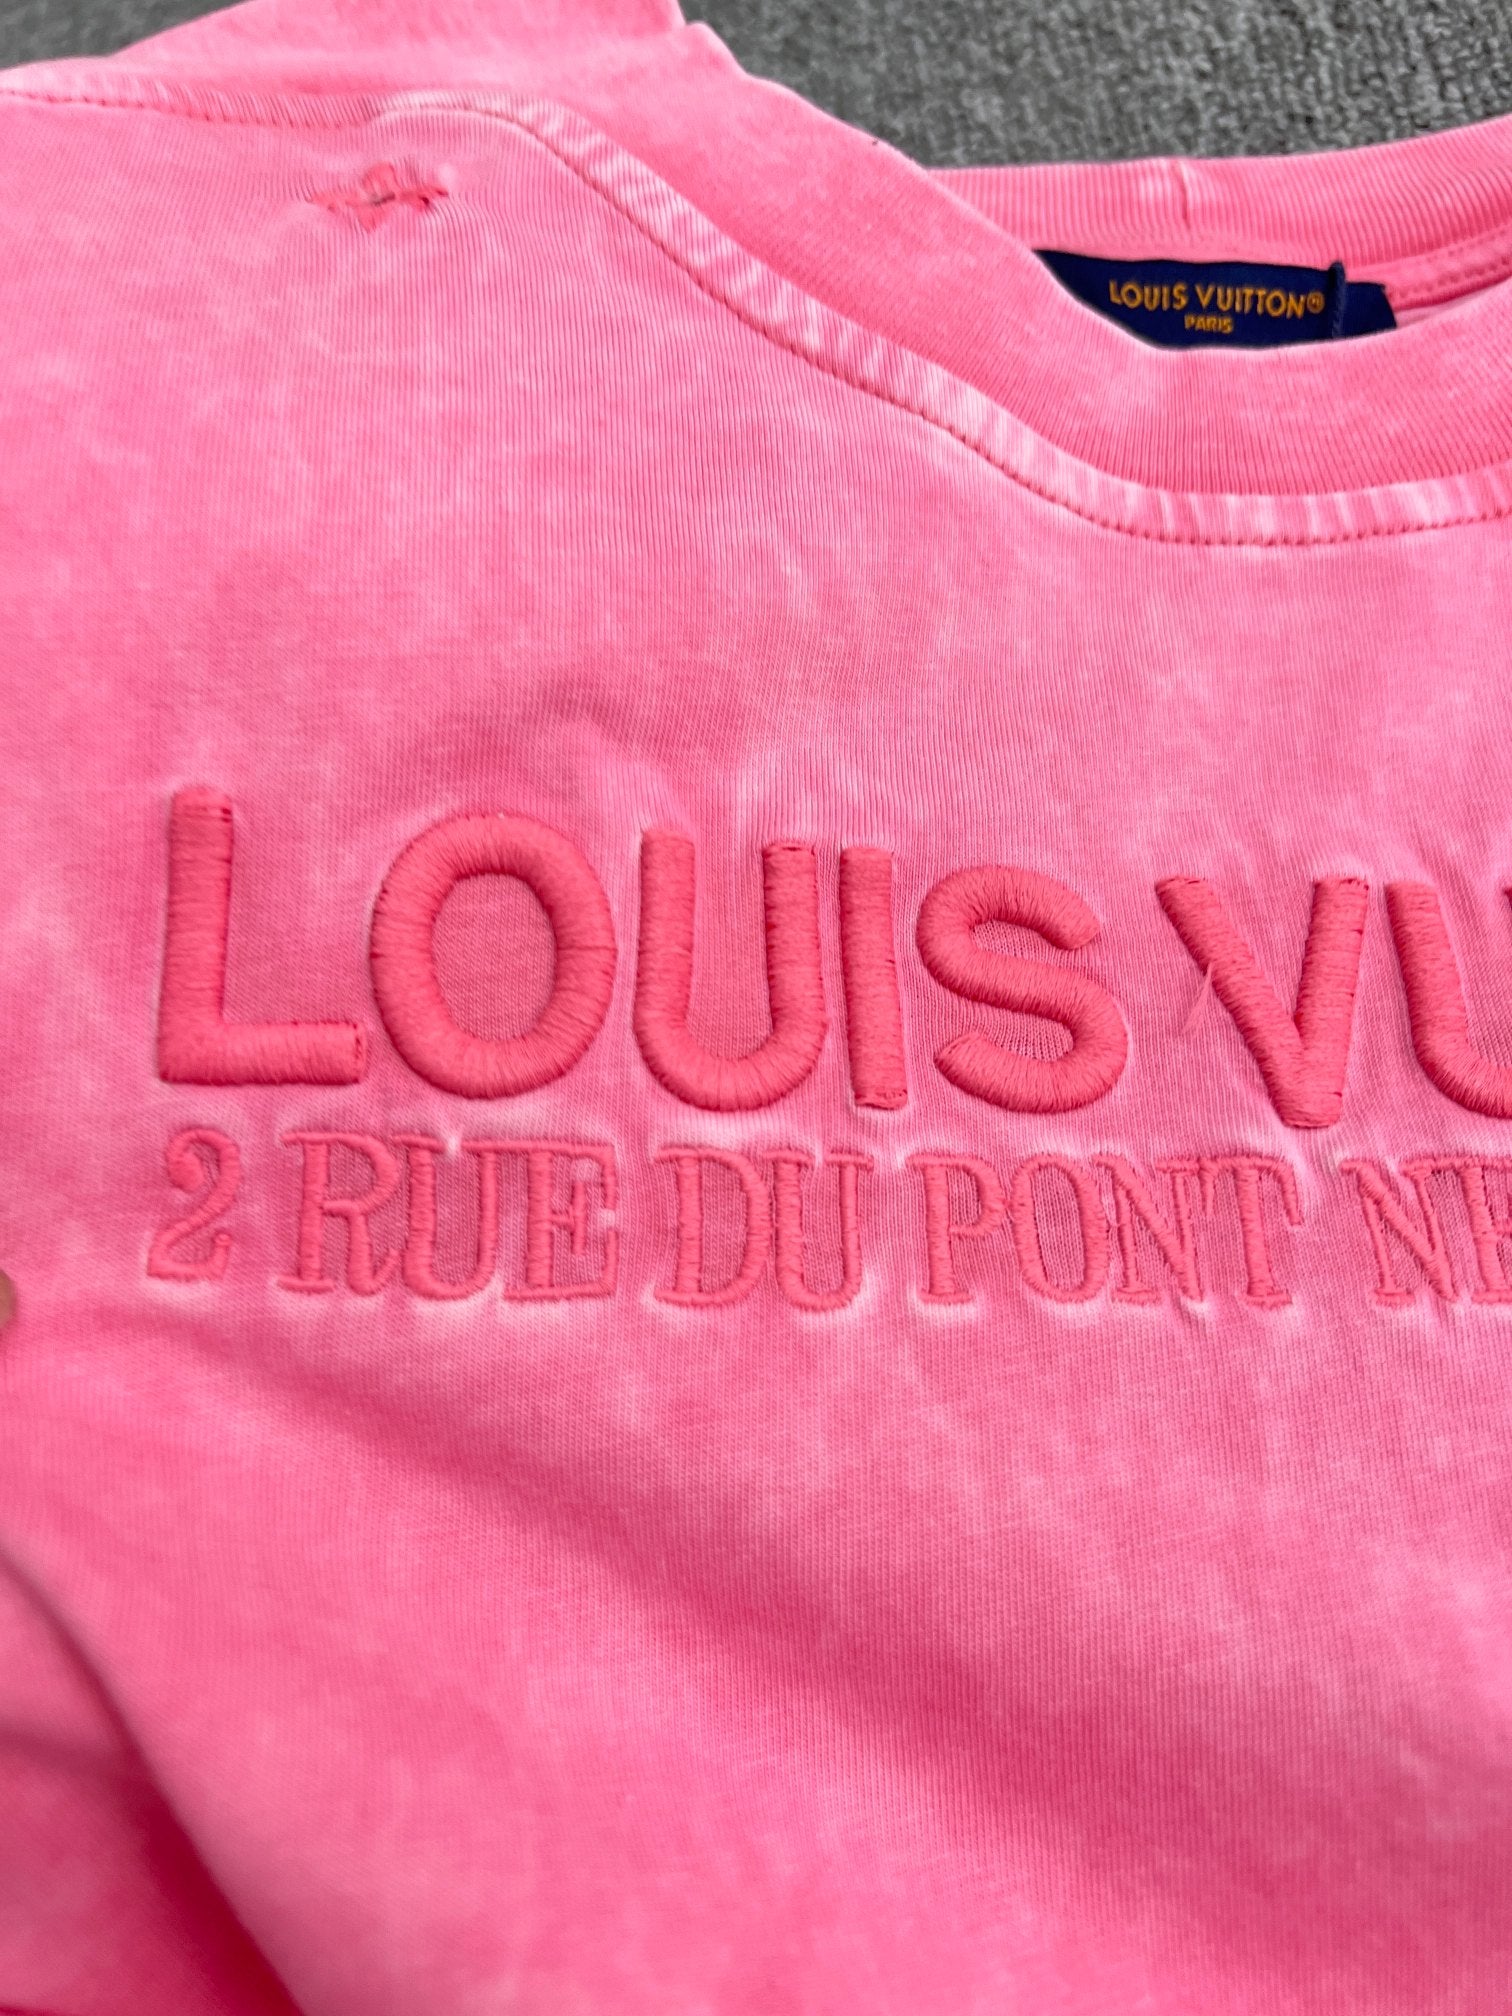 LOUIS VUITTON®
PARIS
LOUIS VU
2 RUE DU PONT NE